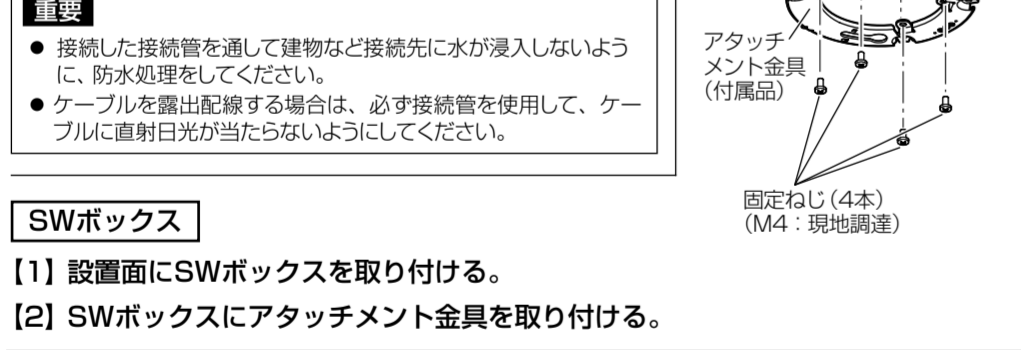 重要
● 接続した接続管を通して建物など接続先に水が浸入しないよう
に、防水処理をしてください。
● ケーブルを露出配線する場合は、必ず接続管を使用して、ケー
ブルに直射日光が当たらないようにしてください。
アタッチ
メント金具
（付属品）
固定ねじ（4本）
（M4：現地調達）
SWボックス
【1】設置面にSWボックスを取り付ける。
【2】SWボックスにアタッチメント金具を取り付ける。